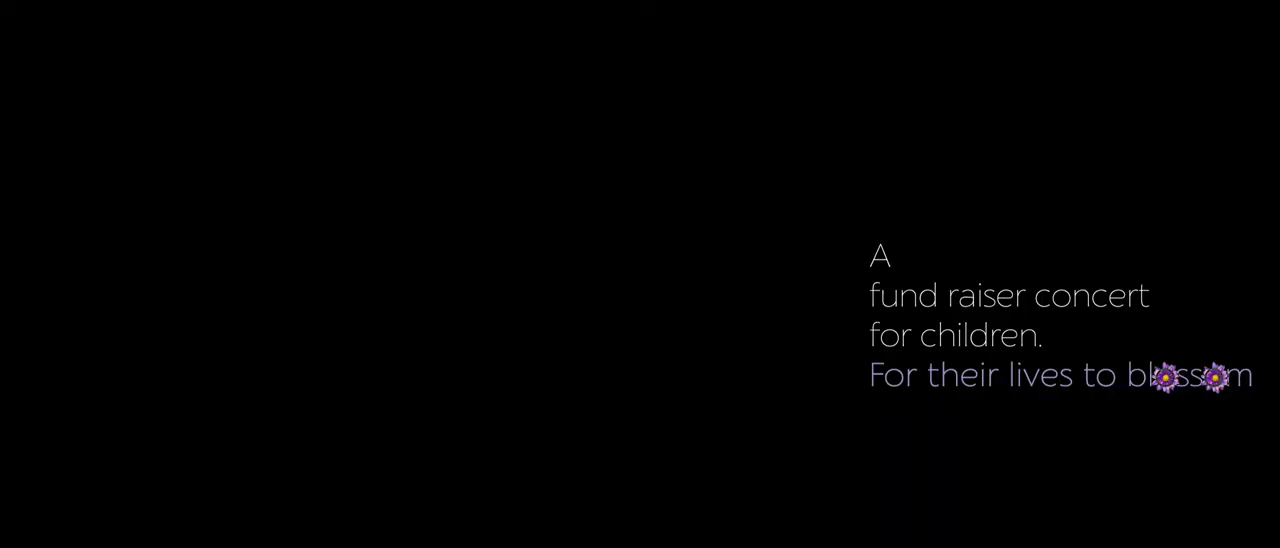 A
fund raiser concert
for children.
For their lives to blossom